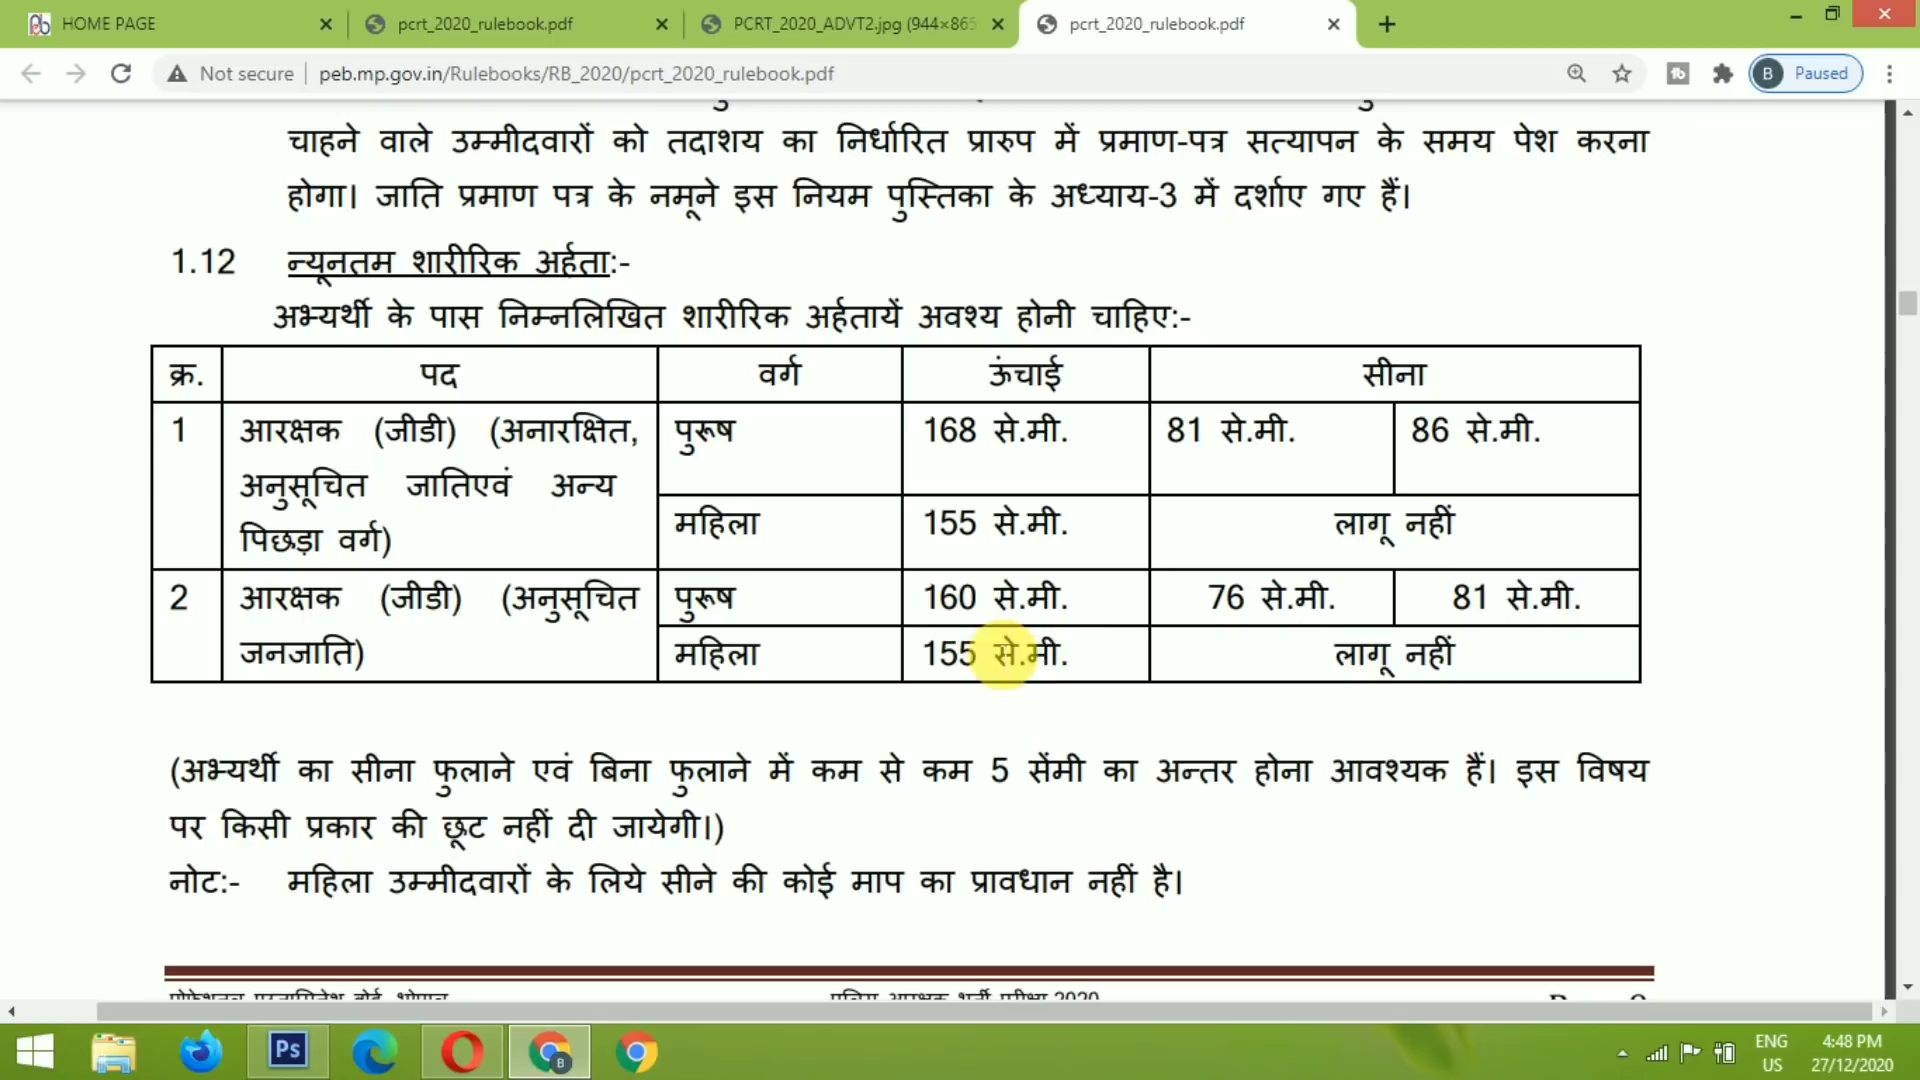 HOME PAGE
pcrt_2020_rulebook.pdf
PCRT_2020_ADVT2.jpg (944×865
pcrt_2020_rulebook.pdf
Not secure
peb.mp.gov.in/Rulebooks/RB_2020/pcrt_2020_rulebook.pdf
B Paused
चाहने वाले उम्मीदवारों को तदाशय का निर्धारित प्रारुप में प्रमाण-पत्र सत्यापन के समय पेश करना
होगा। जाति प्रमाण पत्र के नमूने इस नियम पुस्तिका के अध्याय-3 में दर्शाए गए हैं।
1.12 न्यूनतम शारीरिक अर्हता:-
अभ्यर्थी के पास निम्नलिखित शारीरिक अर्हतायें अवश्य होनी चाहिए:-
क्र. पद वर्ग ऊंचाई सीना
1 आरक्षक (जीडी) (अनारक्षित, पुरूष 168 से.मी. 81 से.मी. 86 से.मी.
अनुसूचित जातिएवं अन्य
महिला 155 से.मी. लागू नहीं
पिछड़ा वर्ग)
2 आरक्षक (जीडी) (अनुसूचित पुरूष 160 से.मी. 76 से.मी. 81 से.मी.
जनजाति) महिला 155 से.मी. लागू नहीं
(अभ्यर्थी का सीना फुलाने एवं बिना फुलाने में कम से कम 5 सेंमी का अन्तर होना आवश्यक हैं। इस विषय
पर किसी प्रकार की छूट नहीं दी जायेगी।)
नोट:- महिला उम्मीदवारों के लिये सीने की कोई माप का प्रावधान नहीं है।
Ps
B
ENG
US
4:48 PM
27/12/2020